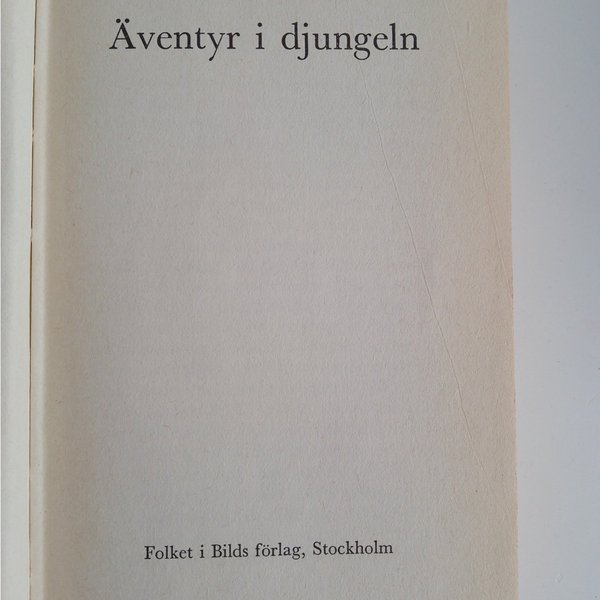 Äventyr i djungeln
Folket i Bilds förlag, Stockholm